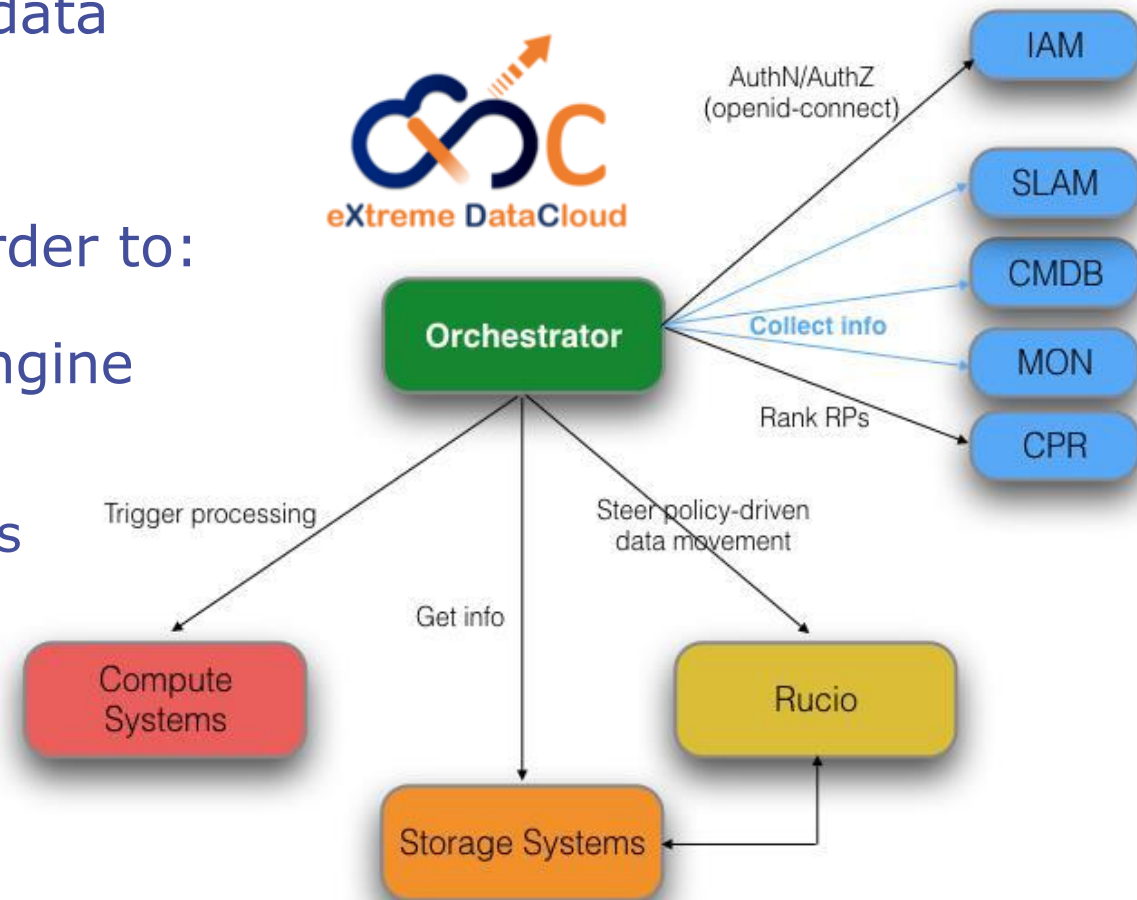 data
rder to:
ngine
s
eXtreme DataCloud
AuthN/AuthZ
(openid-connect)
IAM
SLAM
CMDB
Collect info
MON
Rank RPs
CPR
Orchestrator
Trigger processing
Steer policy-driven
data movement
Get info
Compute
Systems
Rucio
Storage Systems